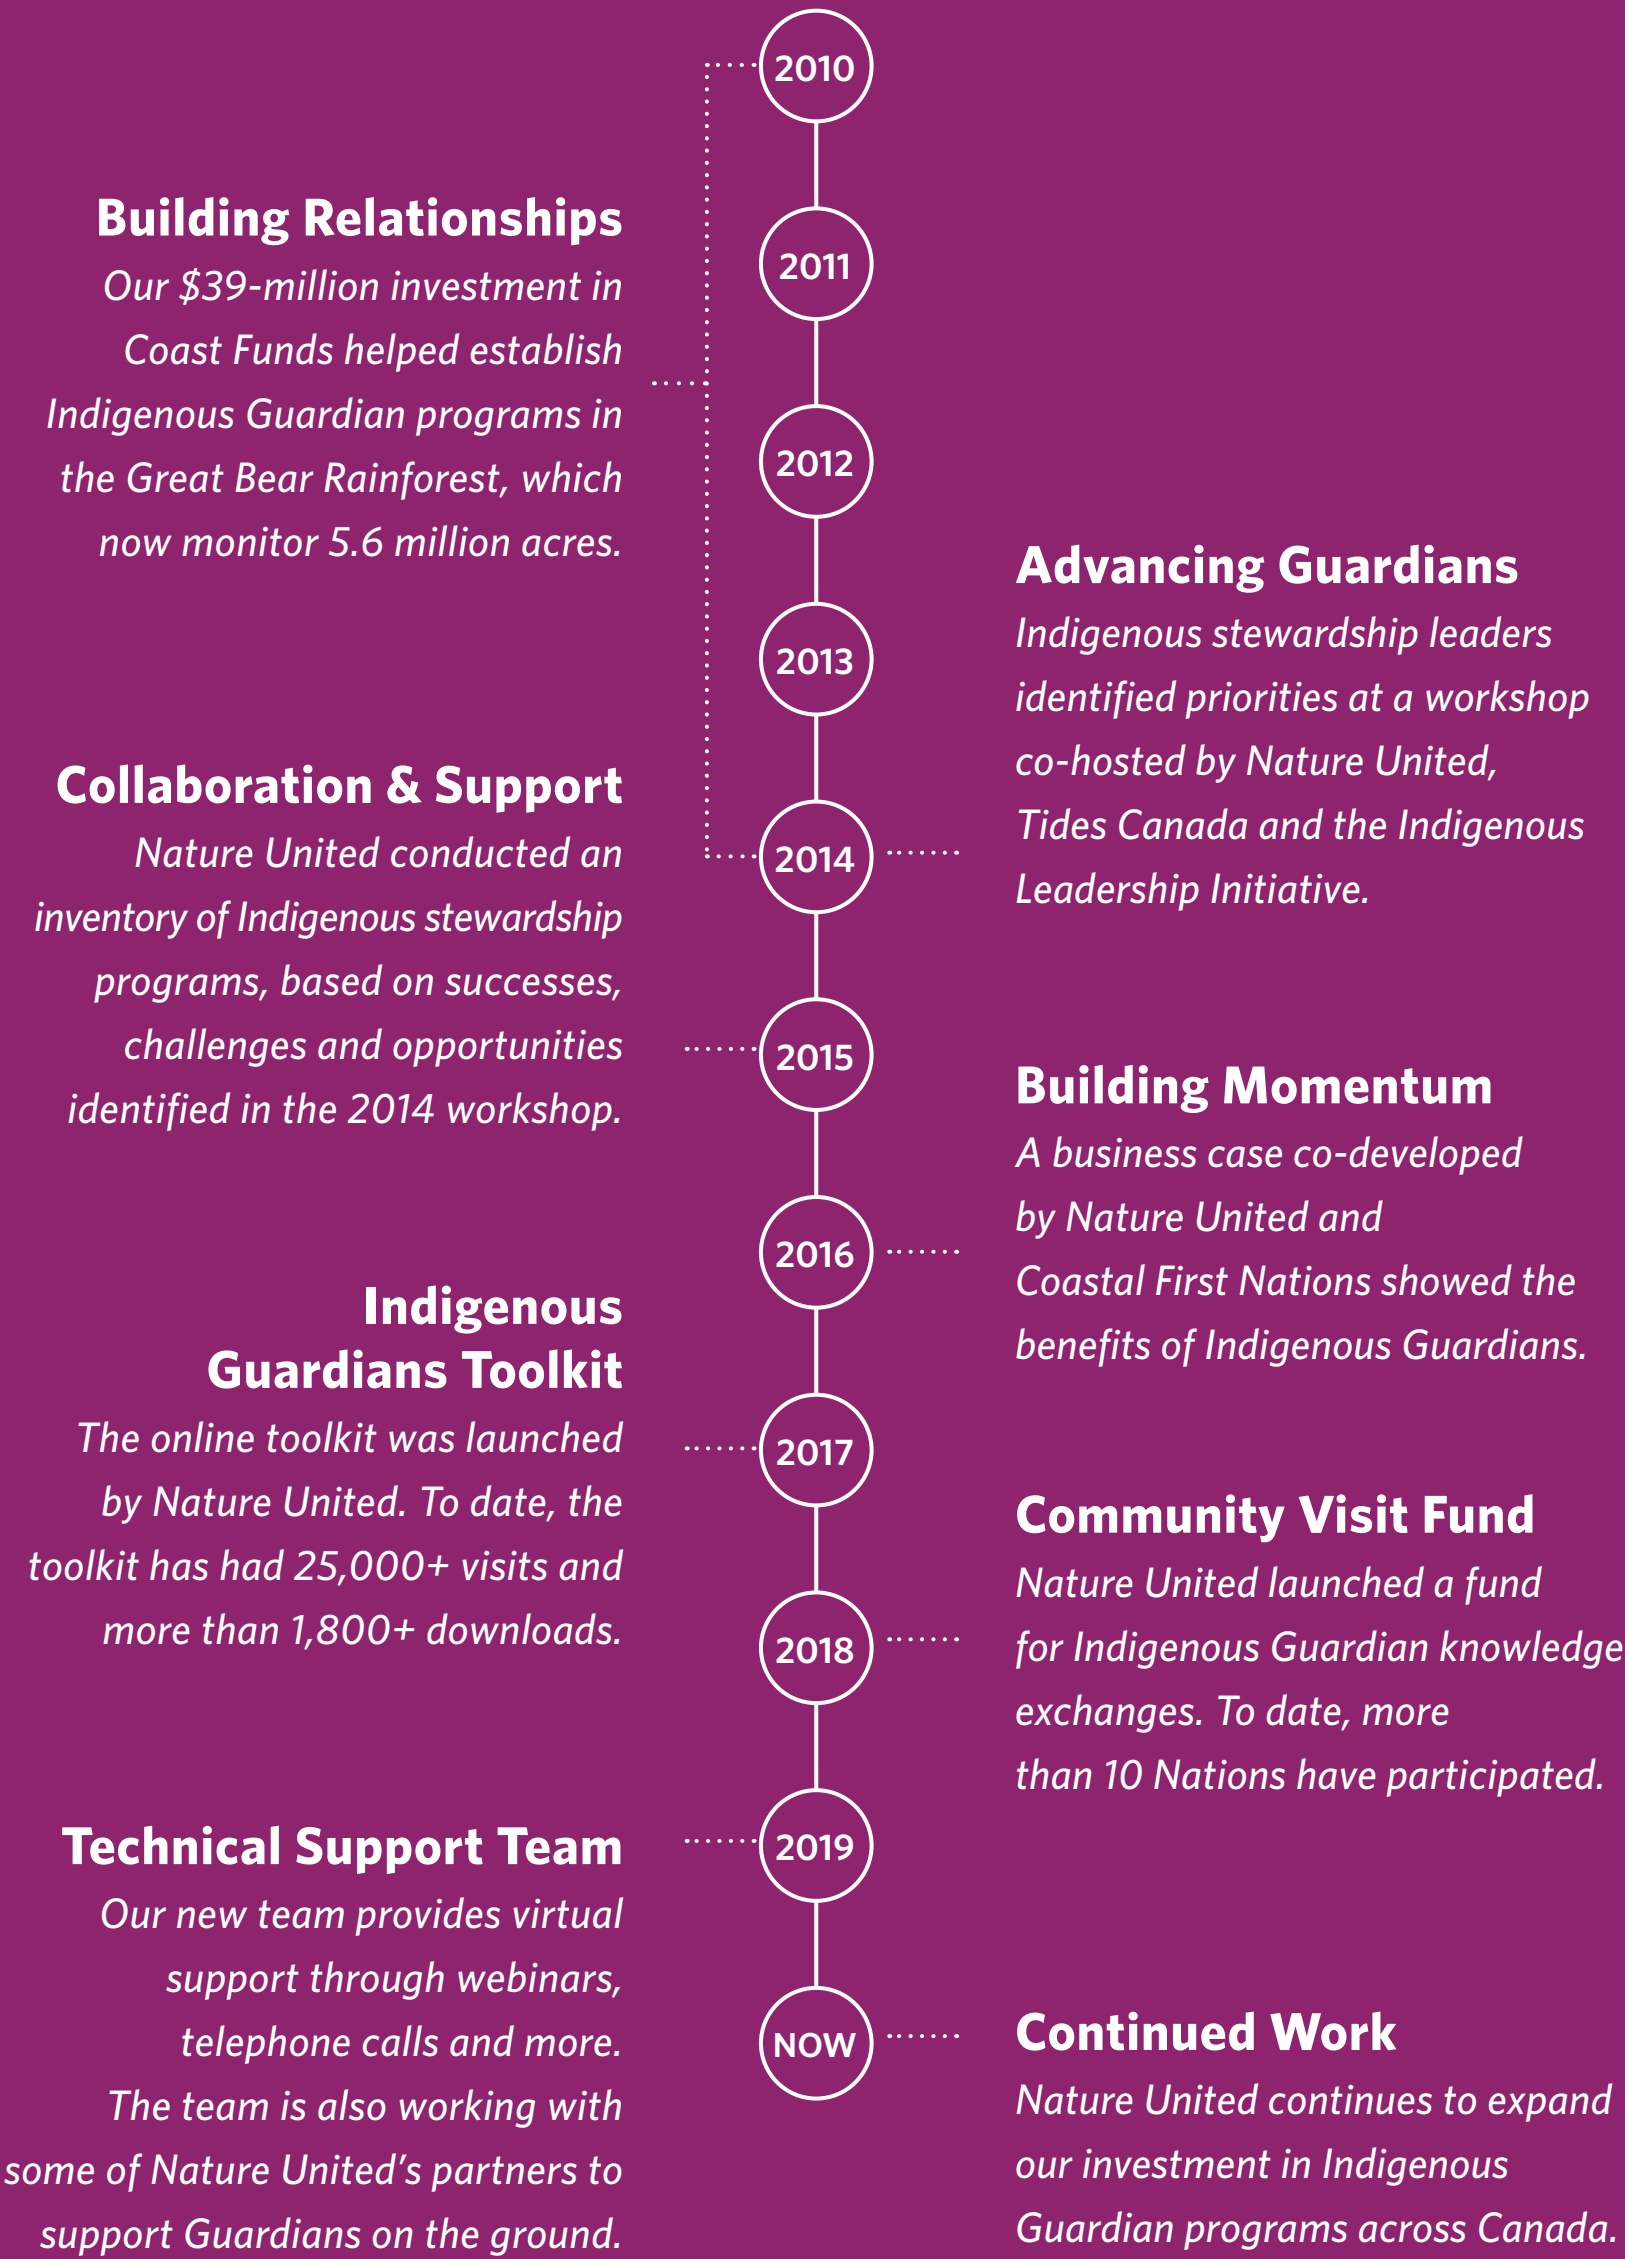 2010
Building Relationships
Our $39-million investment in
Coast Funds helped establish
Indigenous Guardian programs in
the Great Bear Rainforest, which
now monitor 5.6 million acres.
2011
2012
2013
2014
Advancing Guardians
Indigenous stewardship leaders
identified priorities at a workshop
co-hosted by Nature United,
Tides Canada and the Indigenous
Leadership Initiative.
Collaboration & Support
Nature United conducted an
inventory of Indigenous stewardship
programs, based on successes,
challenges and opportunities
identified in the 2014 workshop.
2015
2016
Building Momentum
A business case co-developed
by Nature United and
Coastal First Nations showed the
benefits of Indigenous Guardians.
Indigenous
Guardians Toolkit
The online toolkit was launched
by Nature United. To date, the
toolkit has had 25,000+ visits and
more than 1,800+ downloads.
2017
2018
Community Visit Fund
Nature United launched a fund
for Indigenous Guardian knowledge
exchanges. To date, more
than 10 Nations have participated.
2019
Technical Support Team
Our new team provides virtual
support through webinars,
telephone calls and more.
The team is also working with
some of Nature United's partners to
support Guardians on the ground.
NOW
Continued Work
Nature United continues to expand
our investment in Indigenous
Guardian programs across Canada.